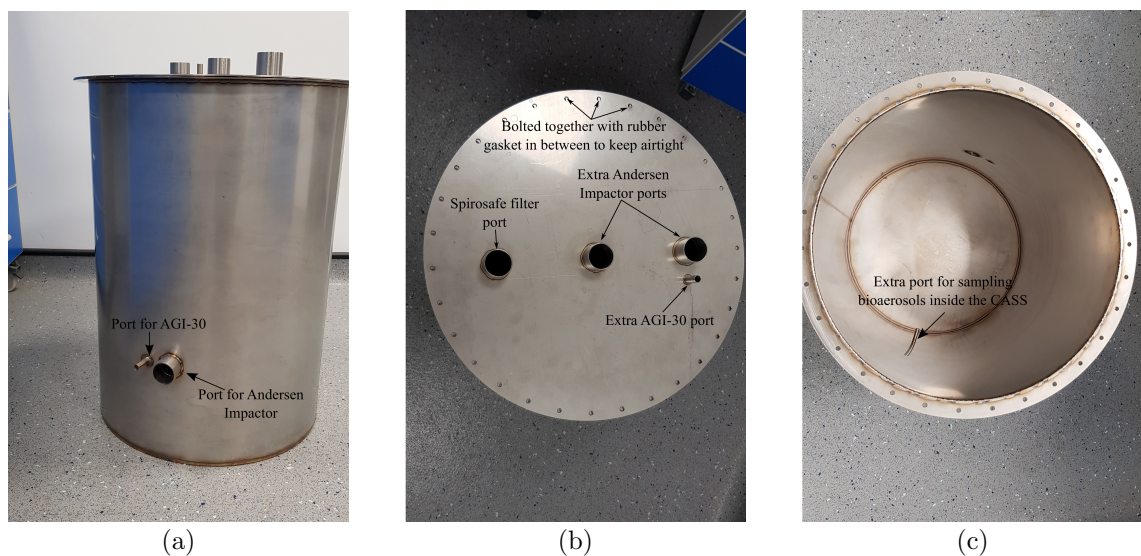 Port for AGI-30
Port for Andersen
Impactor
(a)
Bolted together with rubber
gasket in between to keep airtight
Extra Andersen
Impactor ports
Spirosafe filter
port
Extra AGI-30 port
(b)
Extra port for sampling
bioaerosols inside the CASS
(c)